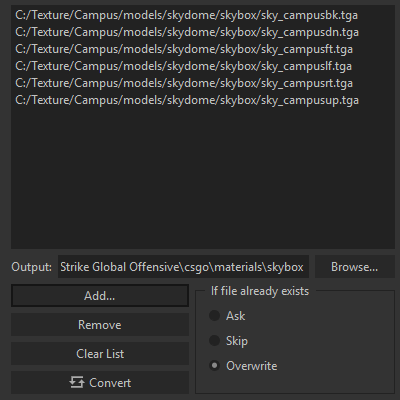 C:/Texture/Campus/models/skydome/skybox/sky_campusbk.tga
C:/Texture/Campus/models/skydome/skybox/sky_campusdn.tga
C:/Texture/Campus/models/skydome/skybox/sky_campusft.tga
C:/Texture/Campus/models/skydome/skybox/sky_campuslf.tga
C:/Texture/Campus/models/skydome/skybox/sky_campusrt.tga
C:/Texture/Campus/models/skydome/skybox/sky_campusup.tga
Output: Strike Global Offensive\csgo\materials\skybox Browse...
Add...
Remove
Clear List
Convert
If file already exists
Ask
Skip
Overwrite